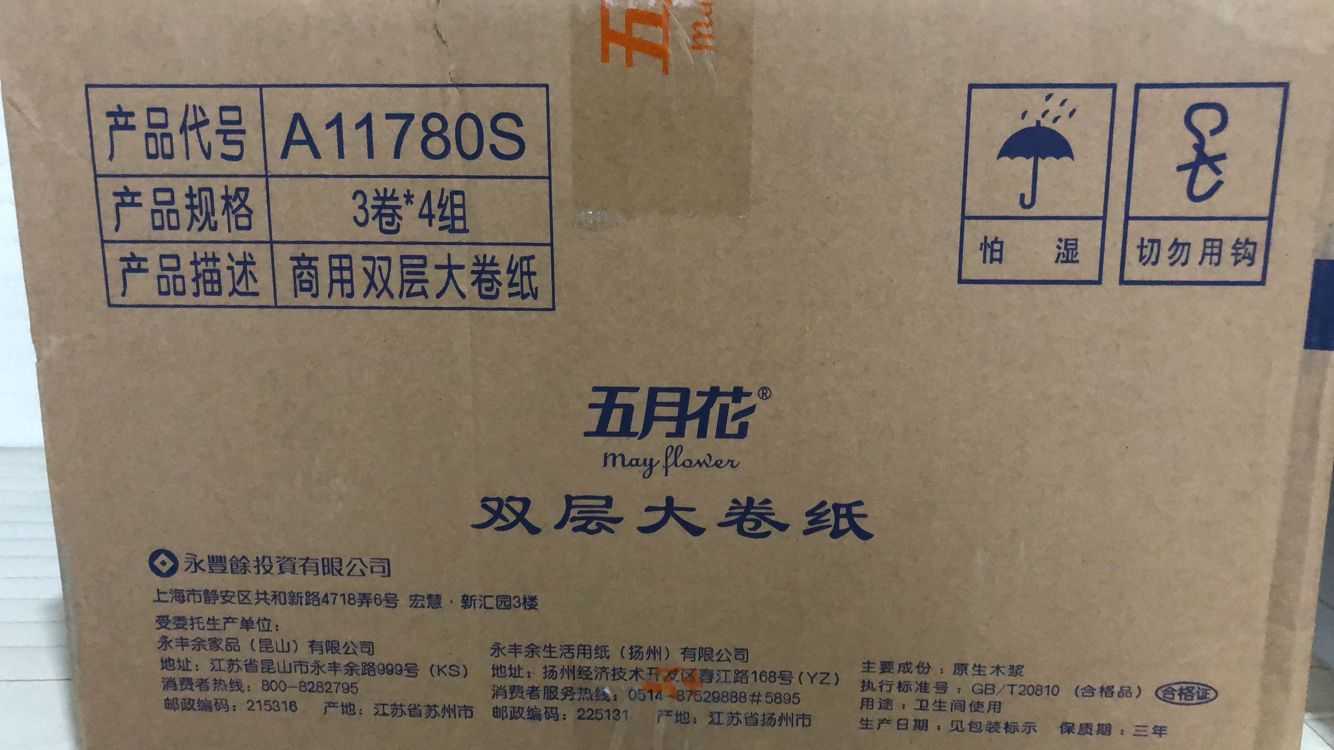 五
产品代号 A11780S
产品规格 3卷*4组
产品描述 商用双层大卷纸
怕 湿
切勿用钩
五月花®
May flower
双层大卷纸
永豐餘投資有限公司
上海市静安区共和新路4718弄6号 宏慧·新汇园3楼
受委托生产单位:
永丰余家品(昆山)有限公司
地址:江苏省昆山市永丰余路999号(KS)
消费者热线:800-8282795
邮政编码:215316 产地:江苏省苏州市
永丰余生活用纸(扬州)有限公司
地址:扬州经济技术开发区春江路168号(YZ)
消费者服务热线:0514-87529888#5895
邮政编码:225131 产地:江苏省扬州市
主要成份:原生木浆
执行标准号:GB/T20810 (合格品) 合格证
用途:卫生间使用
生产日期:见包装标示 保质期:三年